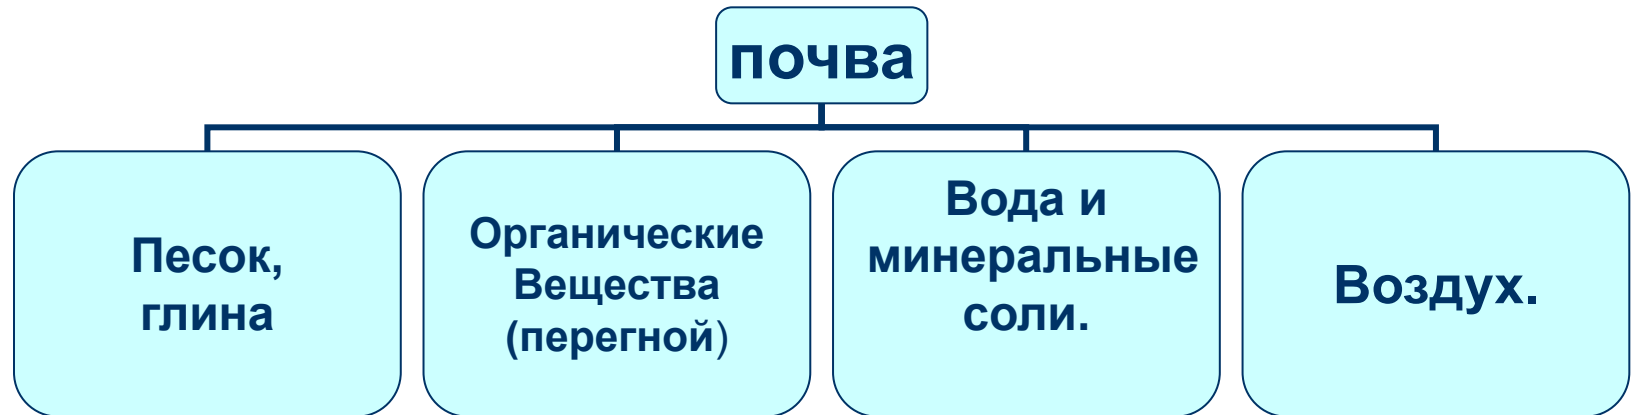 почва
Песок,
глина
Органические
Вещества
(перегной)
Вода и
минеральные
соли.
Воздух.